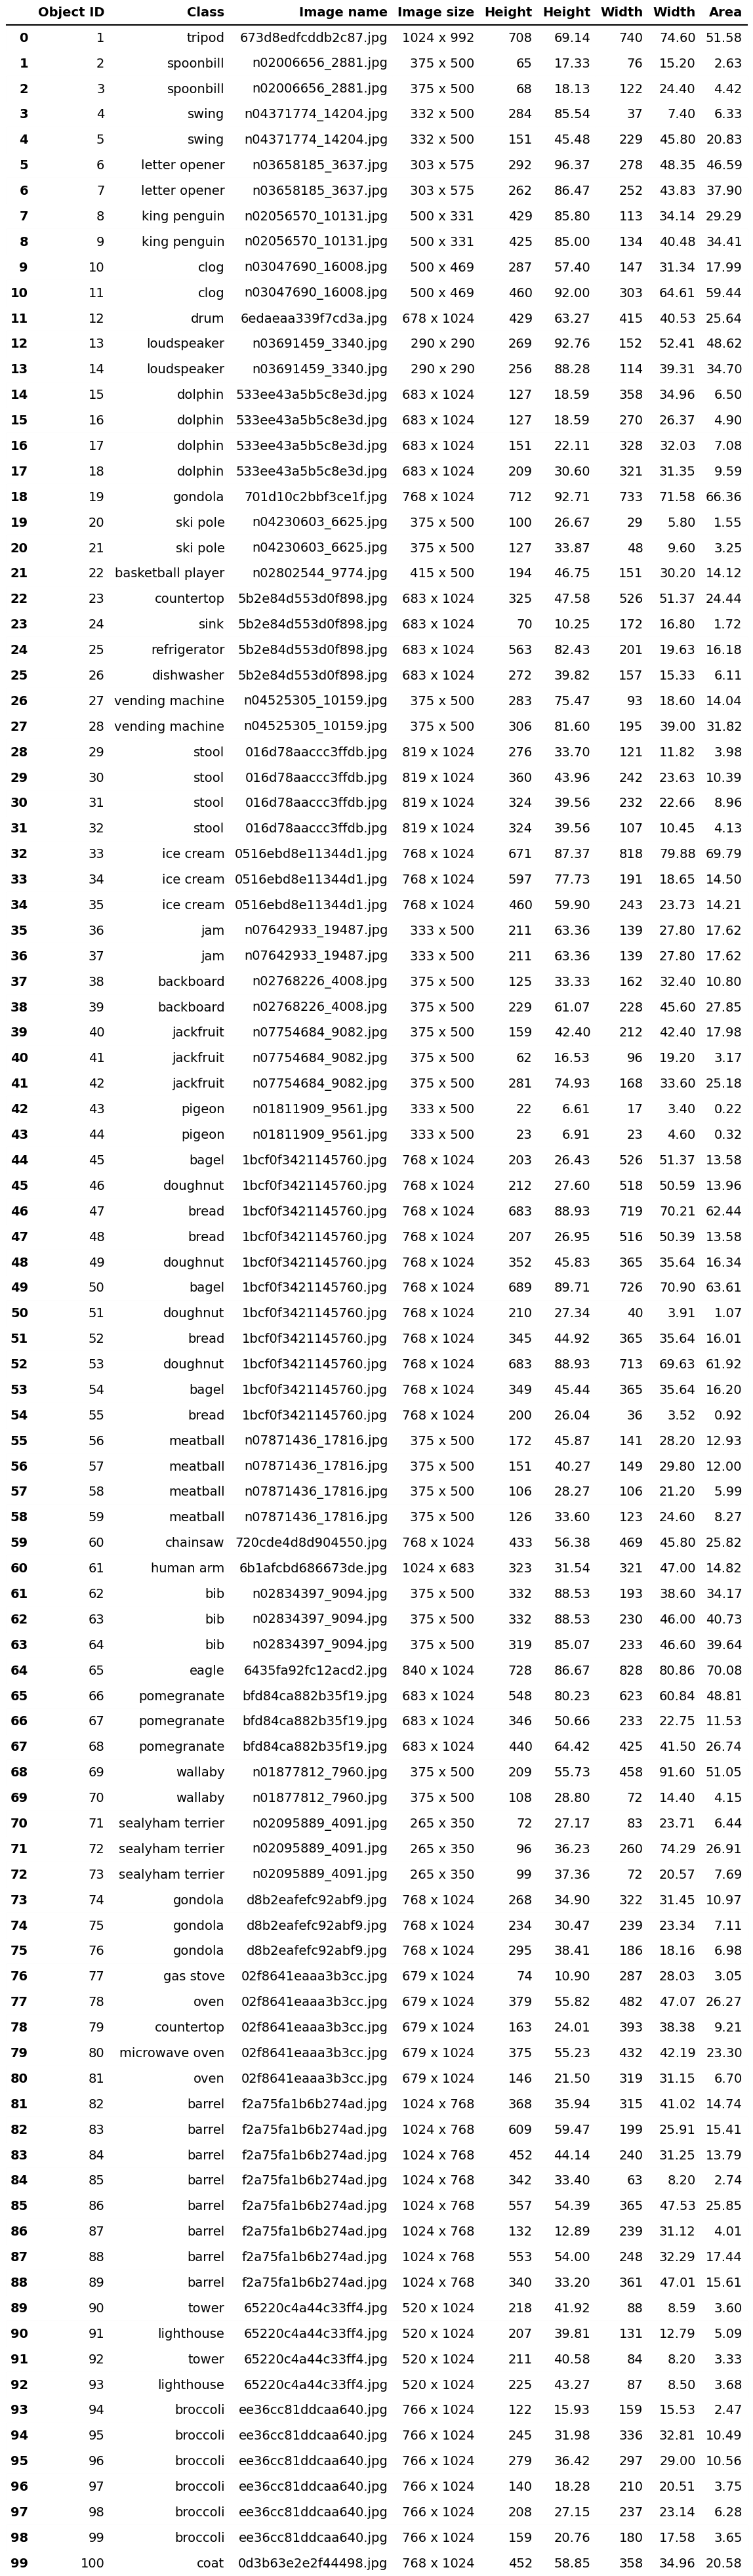 Object ID Class Image name Image size Height Height Width Width Area
0 1 tripod 673d8edfcddb2c87.jpg 1024 x 992 708 69.14 740 74.60 51.58
1 2 spoonbill n02006656_2881.jpg 375 x 500 65 17.33 76 15.20 2.63
2 3 spoonbill n02006656_2881.jpg 375 x 500 68 18.13 122 24.40 4.42
3 4 swing n04371774_14204.jpg 332 x 500 284 85.54 37 7.40 6.33
4 5 swing n04371774_14204.jpg 332 x 500 151 45.48 229 45.80 20.83
5 6 letter opener n03658185_3637.jpg 303 x 575 292 96.37 278 48.35 46.59
6 7 letter opener n03658185_3637.jpg 303 x 575 262 86.47 252 43.83 37.90
7 8 king penguin n02056570_10131.jpg 500 x 331 429 85.80 113 34.14 29.29
8 9 king penguin n02056570_10131.jpg 500 x 331 425 85.00 134 40.48 34.41
9 10 clog n03047690_16008.jpg 500 x 469 287 57.40 147 31.34 17.99
10 11 clog n03047690_16008.jpg 500 x 469 460 92.00 303 64.61 59.44
11 12 drum 6edaeaa339f7cd3a.jpg 678 x 1024 429 63.27 415 40.53 25.64
12 13 loudspeaker n03691459_3340.jpg 290 x 290 269 92.76 152 52.41 48.62
13 14 loudspeaker n03691459_3340.jpg 290 x 290 256 88.28 114 39.31 34.70
14 15 dolphin 533ee43a5b5c8e3d.jpg 683 x 1024 127 18.59 358 34.96 6.50
15 16 dolphin 533ee43a5b5c8e3d.jpg 683 x 1024 127 18.59 270 26.37 4.90
16 17 dolphin 533ee43a5b5c8e3d.jpg 683 x 1024 151 22.11 328 32.03 7.08
17 18 dolphin 533ee43a5b5c8e3d.jpg 683 x 1024 209 30.60 321 31.35 9.59
18 19 gondola 701d10c2bbf3ce1f.jpg 768 x 1024 712 92.71 733 71.58 66.36
19 20 ski pole n04230603_6625.jpg 375 x 500 100 26.67 29 5.80 1.55
20 21 ski pole n04230603_6625.jpg 375 x 500 127 33.87 48 9.60 3.25
21 22 basketball player n02802544_9774.jpg 415 x 500 194 46.75 151 30.20 14.12
22 23 countertop 5b2e84d553d0f898.jpg 683 x 1024 325 47.58 526 51.37 24.44
23 24 sink 5b2e84d553d0f898.jpg 683 x 1024 70 10.25 172 16.80 1.72
24 25 refrigerator 5b2e84d553d0f898.jpg 683 x 1024 563 82.43 201 19.63 16.18
25 26 dishwasher 5b2e84d553d0f898.jpg 683 x 1024 272 39.82 157 15.33 6.11
26 27 vending machine n04525305_10159.jpg 375 x 500 283 75.47 93 18.60 14.04
27 28 vending machine n04525305_10159.jpg 375 x 500 306 81.60 195 39.00 31.82
28 29 stool 016d78aaccc3ffdb.jpg 819 x 1024 276 33.70 121 11.82 3.98
29 30 stool 016d78aaccc3ffdb.jpg 819 x 1024 360 43.96 242 23.63 10.39
30 31 stool 016d78aaccc3ffdb.jpg 819 x 1024 324 39.56 232 22.66 8.96
31 32 stool 016d78aaccc3ffdb.jpg 819 x 1024 324 39.56 107 10.45 4.13
32 33 ice cream 0516ebd8e11344d1.jpg 768 x 1024 671 87.37 818 79.88 69.79
33 34 ice cream 0516ebd8e11344d1.jpg 768 x 1024 597 77.73 191 18.65 14.50
34 35 ice cream 0516ebd8e11344d1.jpg 768 x 1024 460 59.90 243 23.73 14.21
35 36 jam n07642933_19487.jpg 333 x 500 211 63.36 139 27.80 17.62
36 37 jam n07642933_19487.jpg 333 x 500 211 63.36 139 27.80 17.62
37 38 backboard n02768226_4008.jpg 375 x 500 125 33.33 162 32.40 10.80
38 39 backboard n02768226_4008.jpg 375 x 500 229 61.07 228 45.60 27.85
39 40 jackfruit n07754684_9082.jpg 375 x 500 159 42.40 212 42.40 17.98
40 41 jackfruit n07754684_9082.jpg 375 x 500 62 16.53 96 19.20 3.17
41 42 jackfruit n07754684_9082.jpg 375 x 500 281 74.93 168 33.60 25.18
42 43 pigeon n01811909_9561.jpg 333 x 500 22 6.61 17 3.40 0.22
43 44 pigeon n01811909_9561.jpg 333 x 500 23 6.91 23 4.60 0.32
44 45 bagel 1bcf0f3421145760.jpg 768 x 1024 203 26.43 526 51.37 13.58
45 46 doughnut 1bcf0f3421145760.jpg 768 x 1024 212 27.60 518 50.59 13.96
46 47 bread 1bcf0f3421145760.jpg 768 x 1024 683 88.93 719 70.21 62.44
47 48 bread 1bcf0f3421145760.jpg 768 x 1024 207 26.95 516 50.39 13.58
48 49 doughnut 1bcf0f3421145760.jpg 768 x 1024 352 45.83 365 35.64 16.34
49 50 bagel 1bcf0f3421145760.jpg 768 x 1024 689 89.71 726 70.90 63.61
50 51 doughnut 1bcf0f3421145760.jpg 768 x 1024 210 27.34 40 3.91 1.07
51 52 bread 1bcf0f3421145760.jpg 768 x 1024 345 44.92 365 35.64 16.01
52 53 doughnut 1bcf0f3421145760.jpg 768 x 1024 683 88.93 713 69.63 61.92
53 54 bagel 1bcf0f3421145760.jpg 768 x 1024 349 45.44 365 35.64 16.20
54 55 bread 1bcf0f3421145760.jpg 768 x 1024 200 26.04 36 3.52 0.92
55 56 meatball n07871436_17816.jpg 375 x 500 172 45.87 141 28.20 12.93
56 57 meatball n07871436_17816.jpg 375 x 500 151 40.27 149 29.80 12.00
57 58 meatball n07871436_17816.jpg 375 x 500 106 28.27 106 21.20 5.99
58 59 meatball n07871436_17816.jpg 375 x 500 126 33.60 123 24.60 8.27
59 60 chainsaw 720cde4d8d904550.jpg 768 x 1024 433 56.38 469 45.80 25.82
60 61 human arm 6b1afcbd686673de.jpg 1024 x 683 323 31.54 321 47.00 14.82
61 62 bib n02834397_9094.jpg 375 x 500 332 88.53 193 38.60 34.17
62 63 bib n02834397_9094.jpg 375 x 500 332 88.53 230 46.00 40.73
63 64 bib n02834397_9094.jpg 375 x 500 319 85.07 233 46.60 39.64
64 65 eagle 6435fa92fc12acd2.jpg 840 x 1024 728 86.67 828 80.86 70.08
65 66 pomegranate bfd84ca882b35f19.jpg 683 x 1024 548 80.23 623 60.84 48.81
66 67 pomegranate bfd84ca882b35f19.jpg 683 x 1024 346 50.66 233 22.75 11.53
67 68 pomegranate bfd84ca882b35f19.jpg 683 x 1024 440 64.42 425 41.50 26.74
68 69 wallaby n01877812_7960.jpg 375 x 500 209 55.73 458 91.60 51.05
69 70 wallaby n01877812_7960.jpg 375 x 500 108 28.80 72 14.40 4.15
70 71 sealyham terrier n02095889_4091.jpg 265 x 350 72 27.17 83 23.71 6.44
71 72 sealyham terrier n02095889_4091.jpg 265 x 350 96 36.23 260 74.29 26.91
72 73 sealyham terrier n02095889_4091.jpg 265 x 350 99 37.36 72 20.57 7.69
73 74 gondola d8b2eafefc92abf9.jpg 768 x 1024 268 34.90 322 31.45 10.97
74 75 gondola d8b2eafefc92abf9.jpg 768 x 1024 234 30.47 239 23.34 7.11
75 76 gondola d8b2eafefc92abf9.jpg 768 x 1024 295 38.41 186 18.16 6.98
76 77 gas stove 02f8641eaaa3b3cc.jpg 679 x 1024 74 10.90 287 28.03 3.05
77 78 oven 02f8641eaaa3b3cc.jpg 679 x 1024 379 55.82 482 47.07 26.27
78 79 countertop 02f8641eaaa3b3cc.jpg 679 x 1024 163 24.01 393 38.38 9.21
79 80 microwave oven 02f8641eaaa3b3cc.jpg 679 x 1024 375 55.23 432 42.19 23.30
80 81 oven 02f8641eaaa3b3cc.jpg 679 x 1024 146 21.50 319 31.15 6.70
81 82 barrel f2a75fa1b6b274ad.jpg 1024 x 768 368 35.94 315 41.02 14.74
82 83 barrel f2a75fa1b6b274ad.jpg 1024 x 768 609 59.47 199 25.91 15.41
83 84 barrel f2a75fa1b6b274ad.jpg 1024 x 768 452 44.14 240 31.25 13.79
84 85 barrel f2a75fa1b6b274ad.jpg 1024 x 768 342 33.40 63 8.20 2.74
85 86 barrel f2a75fa1b6b274ad.jpg 1024 x 768 557 54.39 365 47.53 25.85
86 87 barrel f2a75fa1b6b274ad.jpg 1024 x 768 132 12.89 239 31.12 4.01
87 88 barrel f2a75fa1b6b274ad.jpg 1024 x 768 553 54.00 248 32.29 17.44
88 89 barrel f2a75fa1b6b274ad.jpg 1024 x 768 340 33.20 361 47.01 15.61
89 90 tower 65220c4a44c33ff4.jpg 520 x 1024 218 41.92 88 8.59 3.60
90 91 lighthouse 65220c4a44c33ff4.jpg 520 x 1024 207 39.81 131 12.79 5.09
91 92 tower 65220c4a44c33ff4.jpg 520 x 1024 211 40.58 84 8.20 3.33
92 93 lighthouse 65220c4a44c33ff4.jpg 520 x 1024 225 43.27 87 8.50 3.68
93 94 broccoli ee36cc81ddcaa640.jpg 766 x 1024 122 15.93 159 15.53 2.47
94 95 broccoli ee36cc81ddcaa640.jpg 766 x 1024 245 31.98 336 32.81 10.49
95 96 broccoli ee36cc81ddcaa640.jpg 766 x 1024 279 36.42 297 29.00 10.56
96 97 broccoli ee36cc81ddcaa640.jpg 766 x 1024 140 18.28 210 20.51 3.75
97 98 broccoli ee36cc81ddcaa640.jpg 766 x 1024 208 27.15 237 23.14 6.28
98 99 broccoli ee36cc81ddcaa640.jpg 766 x 1024 159 20.76 180 17.58 3.65
99 100 coat 0d3b63e2e2f44498.jpg 768 x 1024 452 58.85 358 34.96 20.58